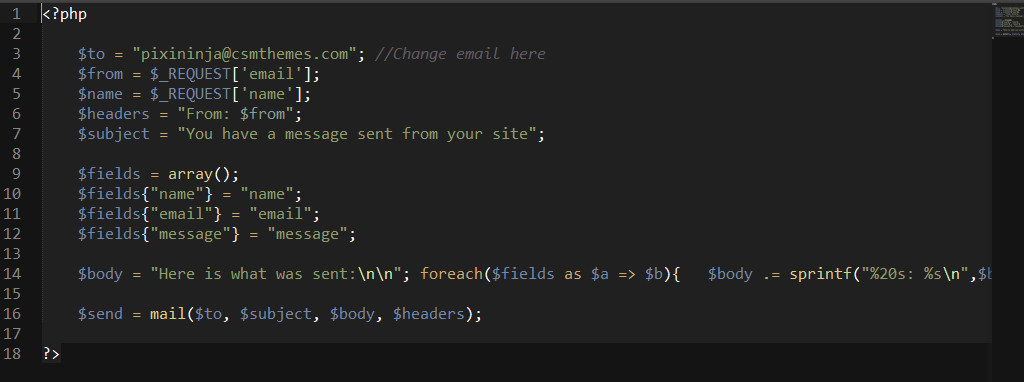 1 <?php
2
3 $to = "pixininja@csmthemes.com"; //Change email here
4 $from = $_REQUEST['email'];
5 $name = $_REQUEST['name'];
6 $headers = "From: $from";
7 $subject = "You have a message sent from your site";
8
9 $fields = array();
10 $fields{"name"} = "name";
11 $fields{"email"} = "email";
12 $fields{"message"} = "message";
13
14 $body = "Here is what was sent:\n\n"; foreach($fields as $a => $b){ $body .= sprintf("%20s: %s\n",$b
15
16 $send = mail($to, $subject, $body, $headers);
17
18 ?>